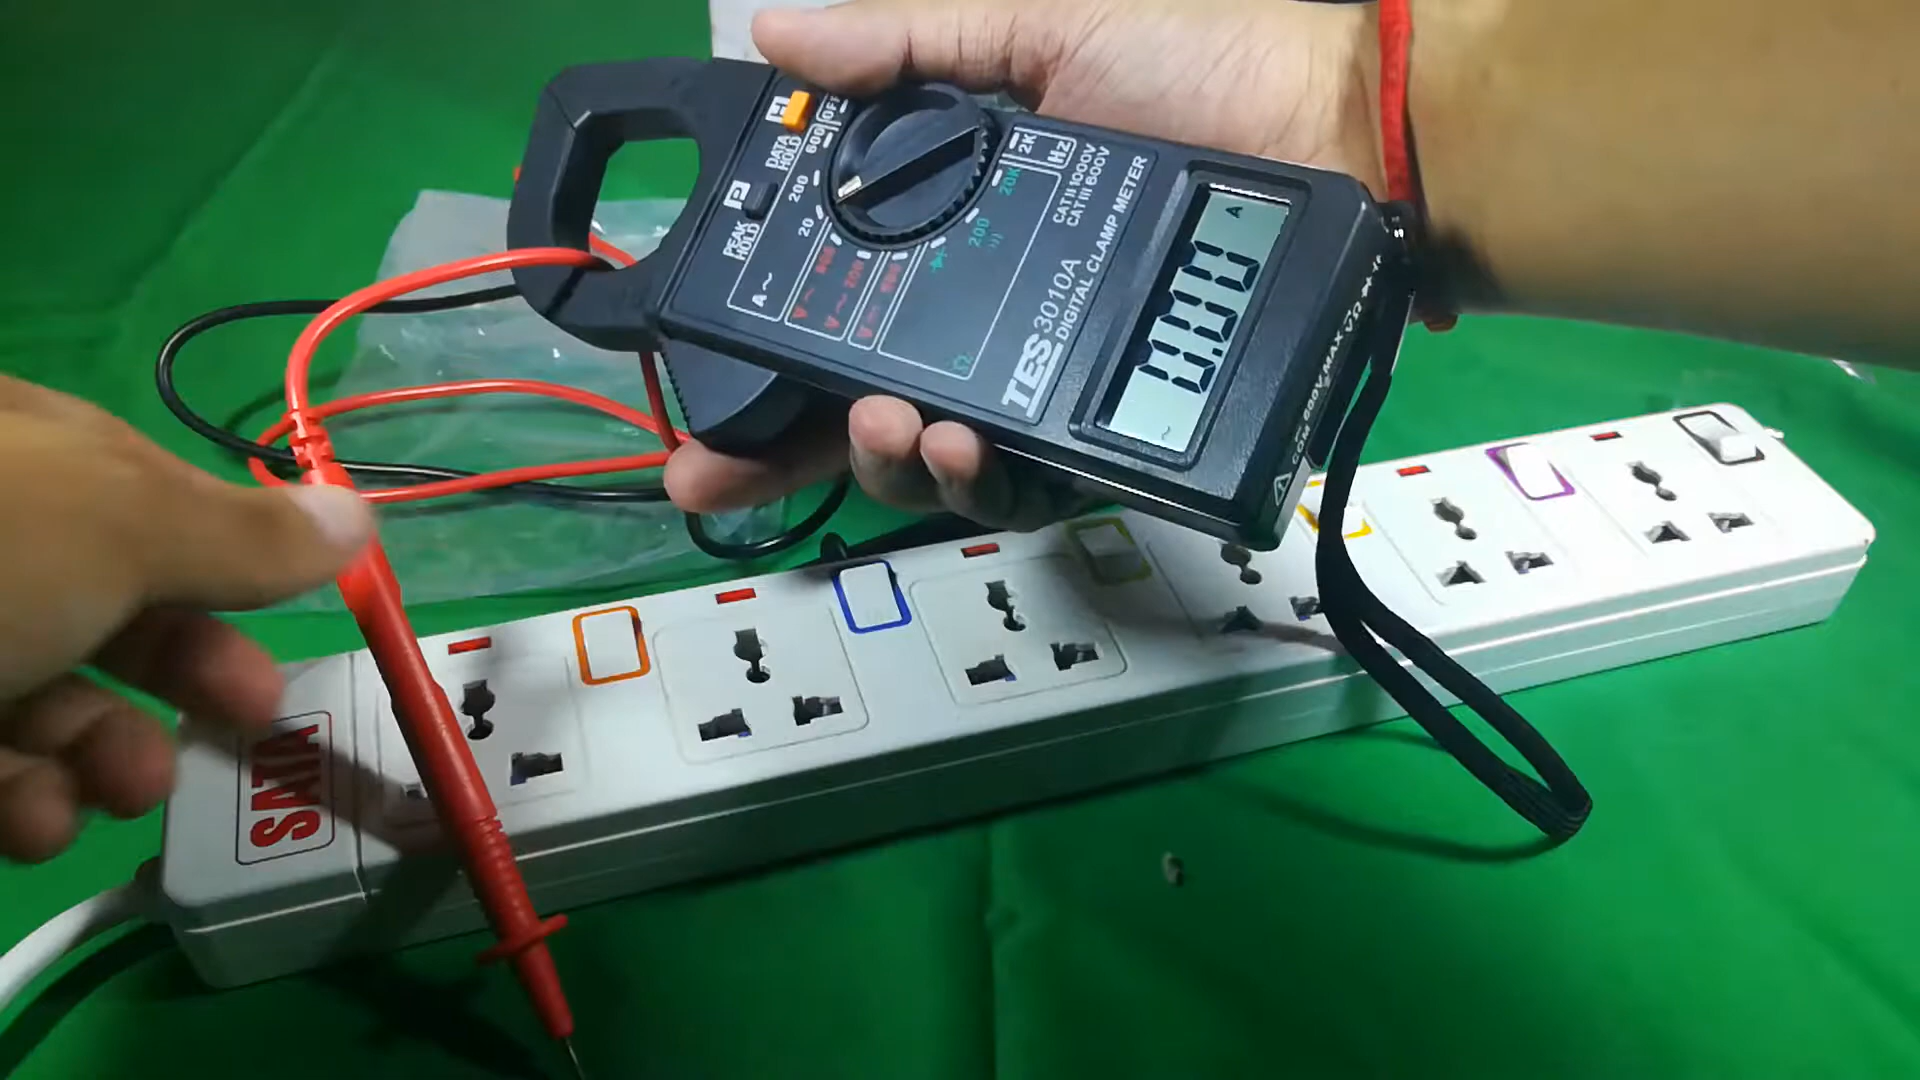 H
DATA
HOLD
P
PEAK
HOLD
OFF
600
200
20
A~
V~
V~ 200
V
2K
Hz
20K
200
Ω
CAT II 1000V
CAT III 600V
TES 3010A
DIGITAL CLAMP METER
A
0.00
~
COM
600V MAX
VΩ
SATA